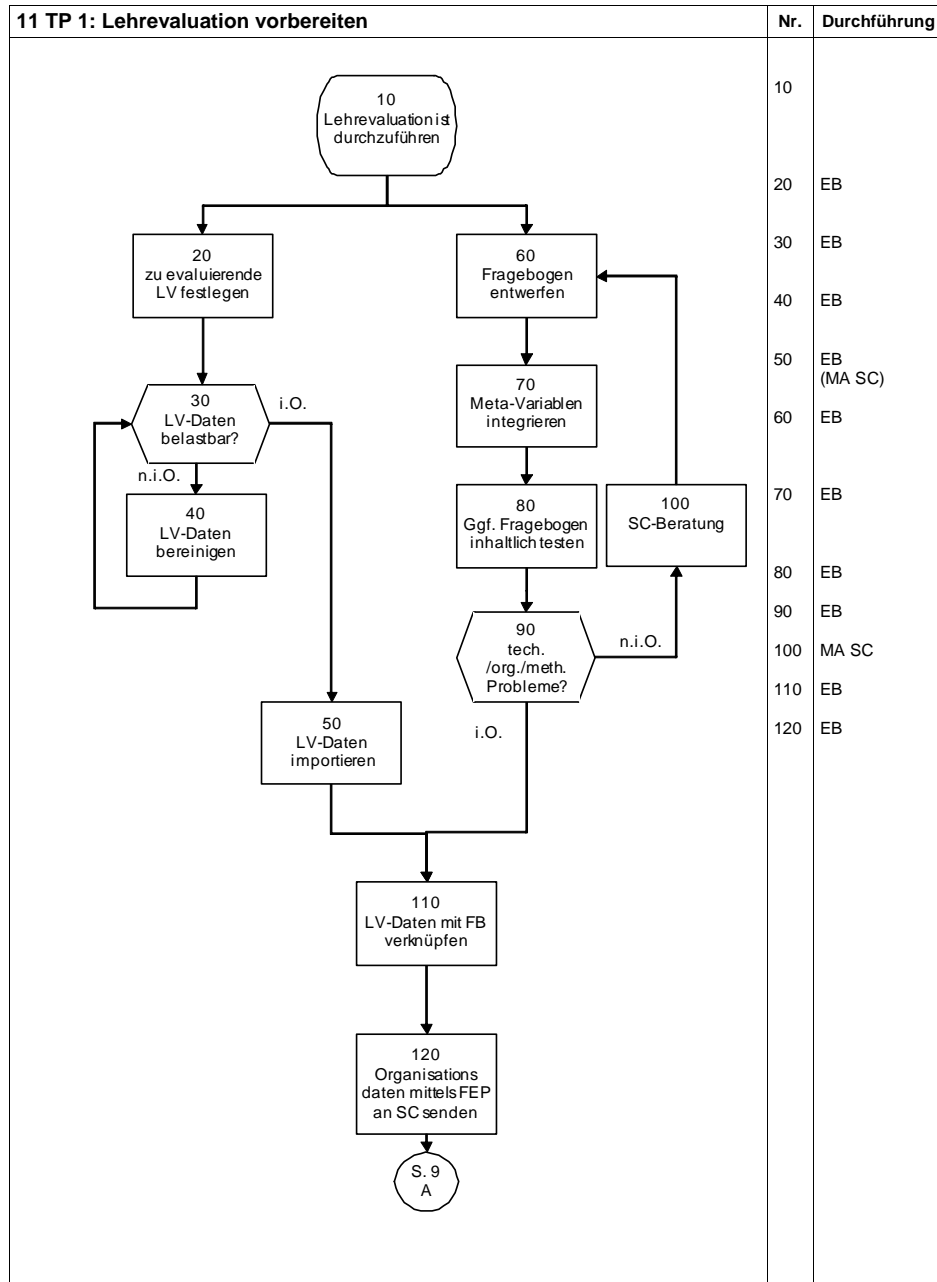 11 TP 1: Lehrevaluation vorbereiten
Nr.
Durchführung
10
Lehrevaluation ist
durchzuführen
20
zu evaluierende
LV festlegen
60
Fragebogen
entwerfen
30
LV-Daten
belastbar?
i.O.
n.i.O.
40
LV-Daten
bereinigen
70
Meta-Variablen
integrieren
80
Ggf. Fragebogen
inhaltlich testen
100
SC-Beratung
90
tech.
/org./meth.
Probleme?
n.i.O.
i.O.
50
LV-Daten
importieren
110
LV-Daten mit FB
verknüpfen
120
Organisations
daten mittels FEP
an SC senden
S. 9
A
10
20 EB
30 EB
40 EB
50 EB
(MA SC)
60 EB
70 EB
80 EB
90 EB
100 MA SC
110 EB
120 EB